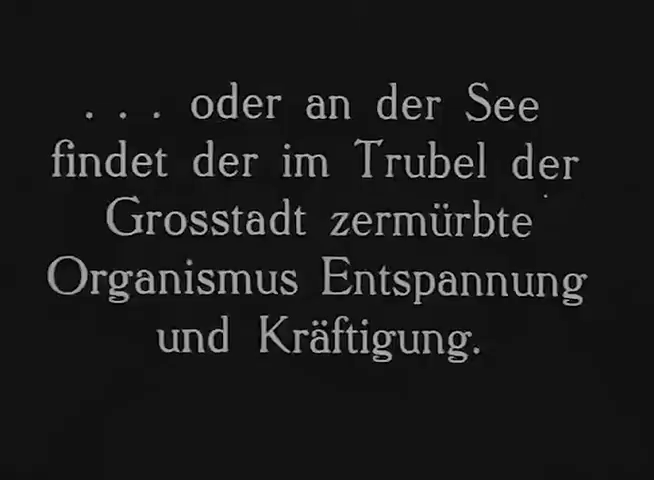 . . . oder an der See
findet der im Trubel der
Grosstadt zermürbte
Organismus Entspannung
und Kräftigung.